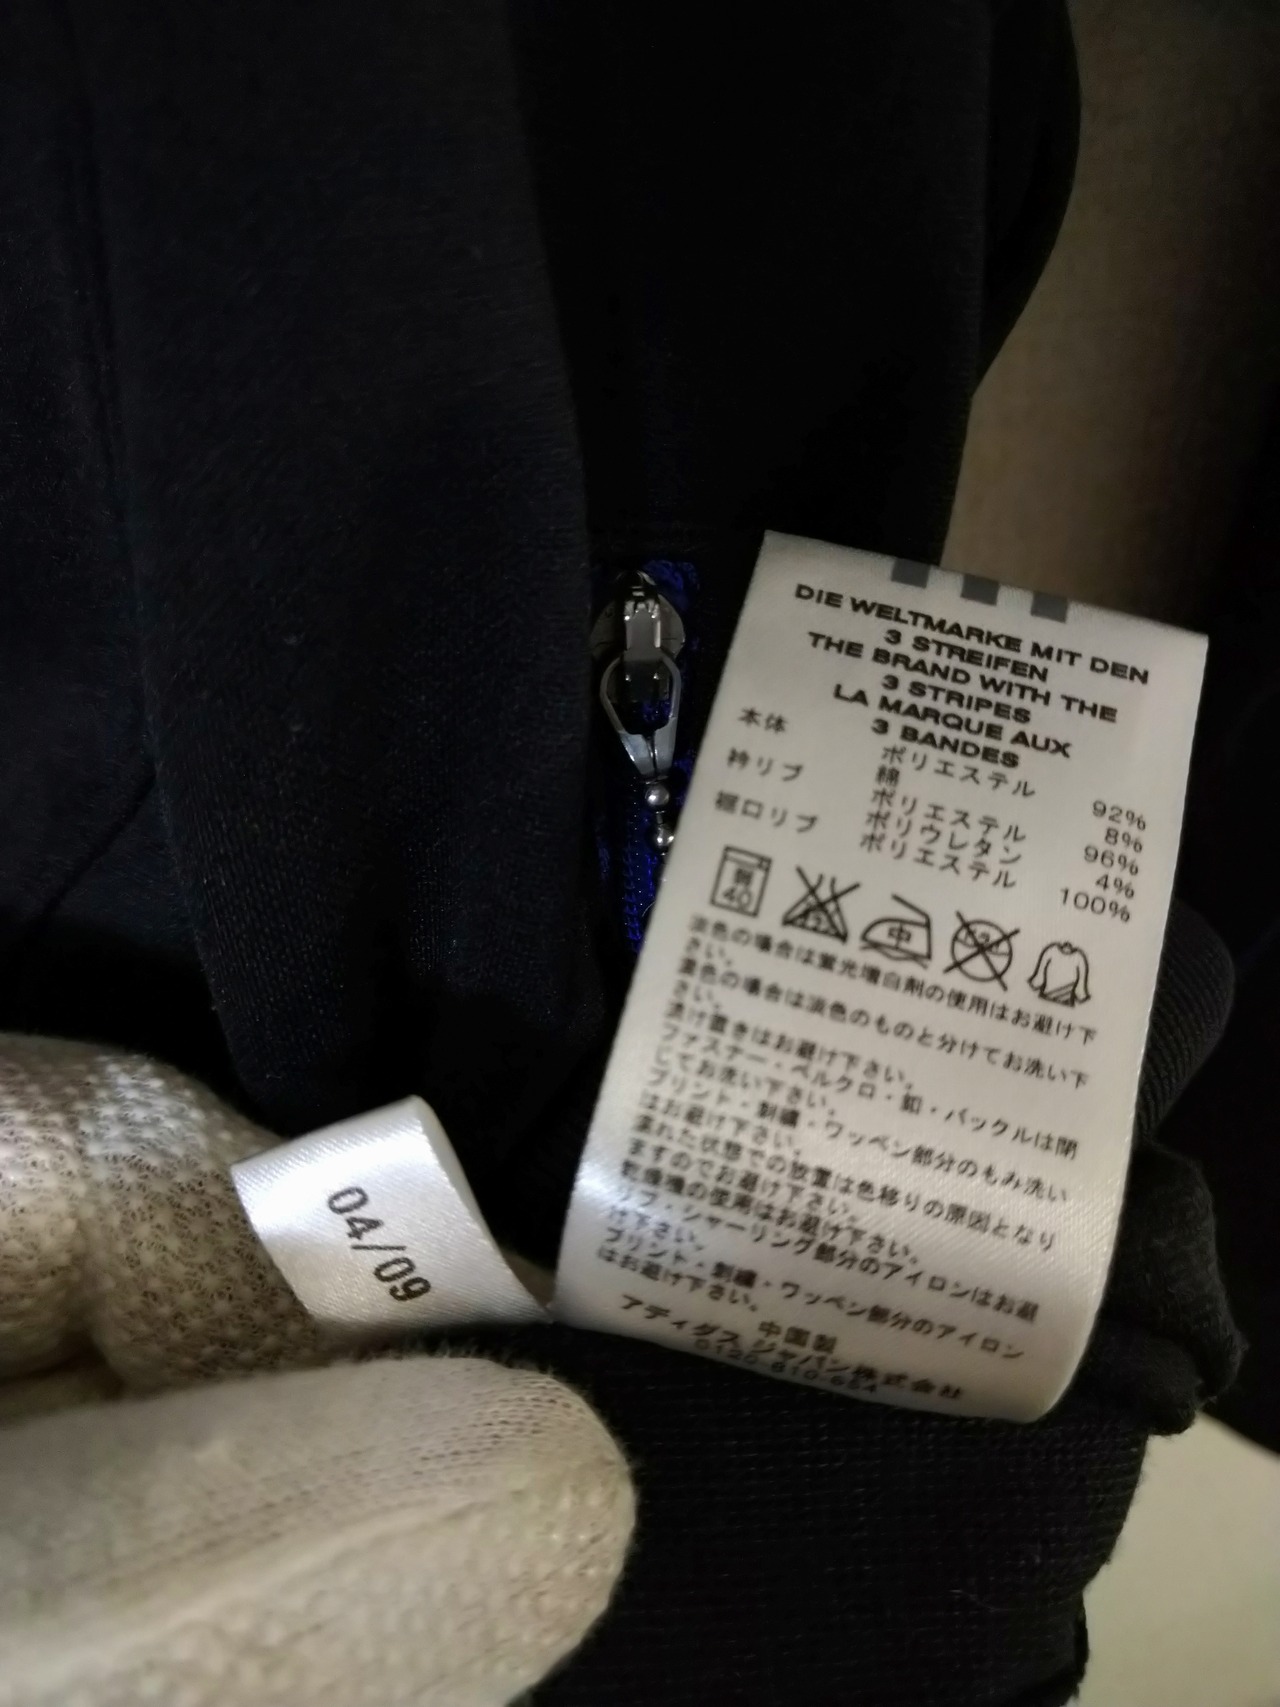 DIE WELTMARKE MIT DEN
3 STREIFEN
THE BRAND WITH THE
3 STRIPES
LA MARQUE AUX
3 BANDES
本体 ポリエステル 92%
綿 8%
衿リブ ポリエステル 96%
ポリウレタン 4%
裾口リブ ポリエステル 100%
40
中
淡色の場合は蛍光増白剤の使用はお避け下
さい。
濃色の場合は淡色のものと分けてお洗い下
さい。
漬け置きはお避け下さい。
ファスナー・ベルクロ・釦・バックルは閉
じてお洗い下さい。
プリント・刺繍・ワッペン部分のもみ洗い
はお避け下さい。
濡れた状態での放置は色移りの原因となり
ますのでお避け下さい。
乾燥機の使用はお避け下さい。
リブ・シャーリング部分のアイロンはお避
け下さい。
プリント・刺繍・ワッペン部分のアイロン
はお避け下さい。
中国製
アディダス ジャパン株式会社
0120-810-654
04/09